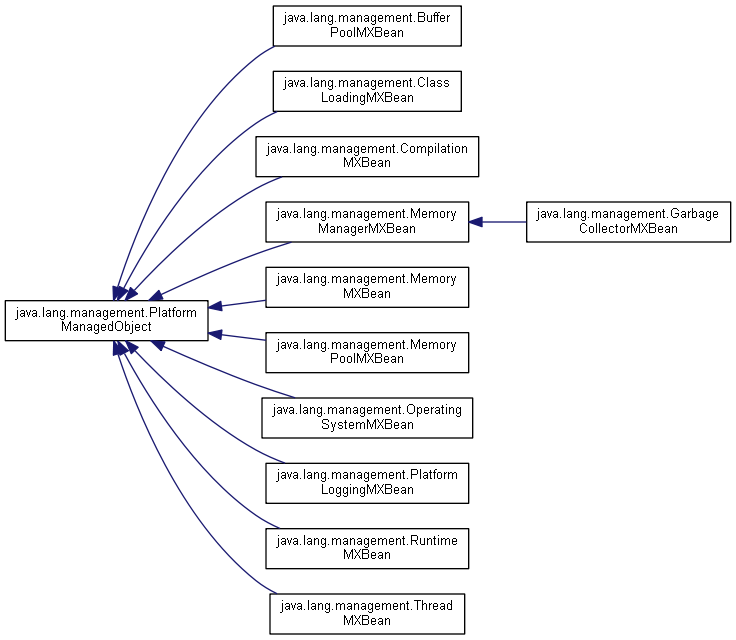 java.lang.management.Buffer
PoolMXBean
java.lang.management.Class
LoadingMXBean
java.lang.management.Compilation
MXBean
java.lang.management.Memory
ManagerMXBean
java.lang.management.Garbage
CollectorMXBean
java.lang.management.Memory
MXBean
java.lang.management.Platform
ManagedObject
java.lang.management.Memory
PoolMXBean
java.lang.management.Operating
SystemMXBean
java.lang.management.Platform
LoggingMXBean
java.lang.management.Runtime
MXBean
java.lang.management.Thread
MXBean